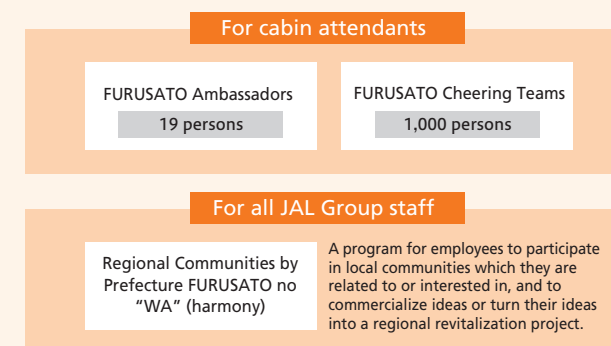 For cabin attendants
FURUSATO Ambassadors
19 persons
FURUSATO Cheering Teams
1,000 persons
For all JAL Group staff
Regional Communities by
Prefecture FURUSATO no
“WA” (harmony)
A program for employees to participate
in local communities which they are
related to or interested in, and to
commercialize ideas or turn their ideas
into a regional revitalization project.